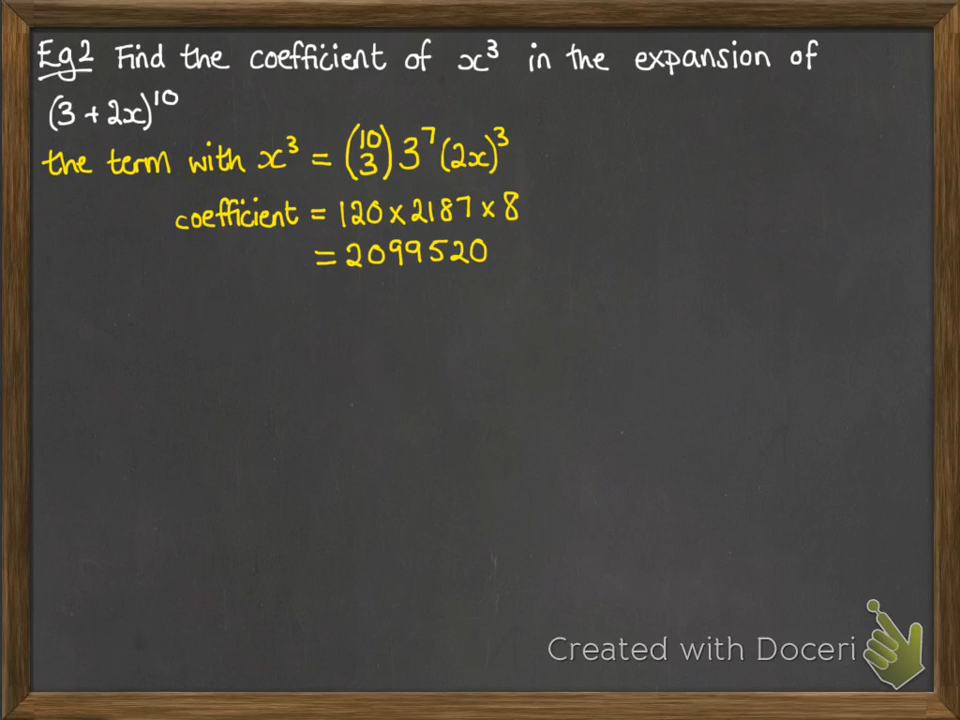 Eg2 Find the coefficient of x³ in the expansion of
(3 + 2x)¹⁰
the term with x³ = (10 3) 3⁷ (2x)³
coefficient = 120 x 2187 x 8
= 2099520
Created with Doceri